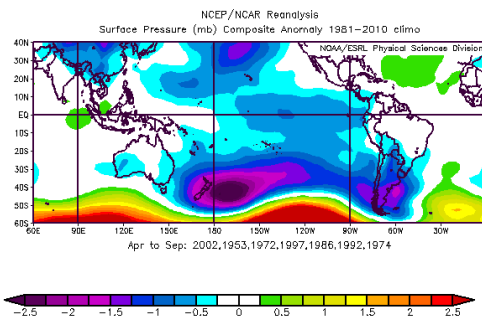 NCEP/NCAR Reanalysis
Surface Pressure (mb) Composite Anomaly 1981-2010 climo
NOAA/ESRL Physical Sciences Division
40N
30N
20N
10N
EQ
10S
20S
30S
40S
50S
60S
60E 90E 120E 150E 180 150W 120W 90W 60W 30W
Apr to Sep: 2002,1953,1972,1997,1986,1992,1974
-2.5 -2 -1.5 -1 -0.5 0 0.5 1 1.5 2 2.5